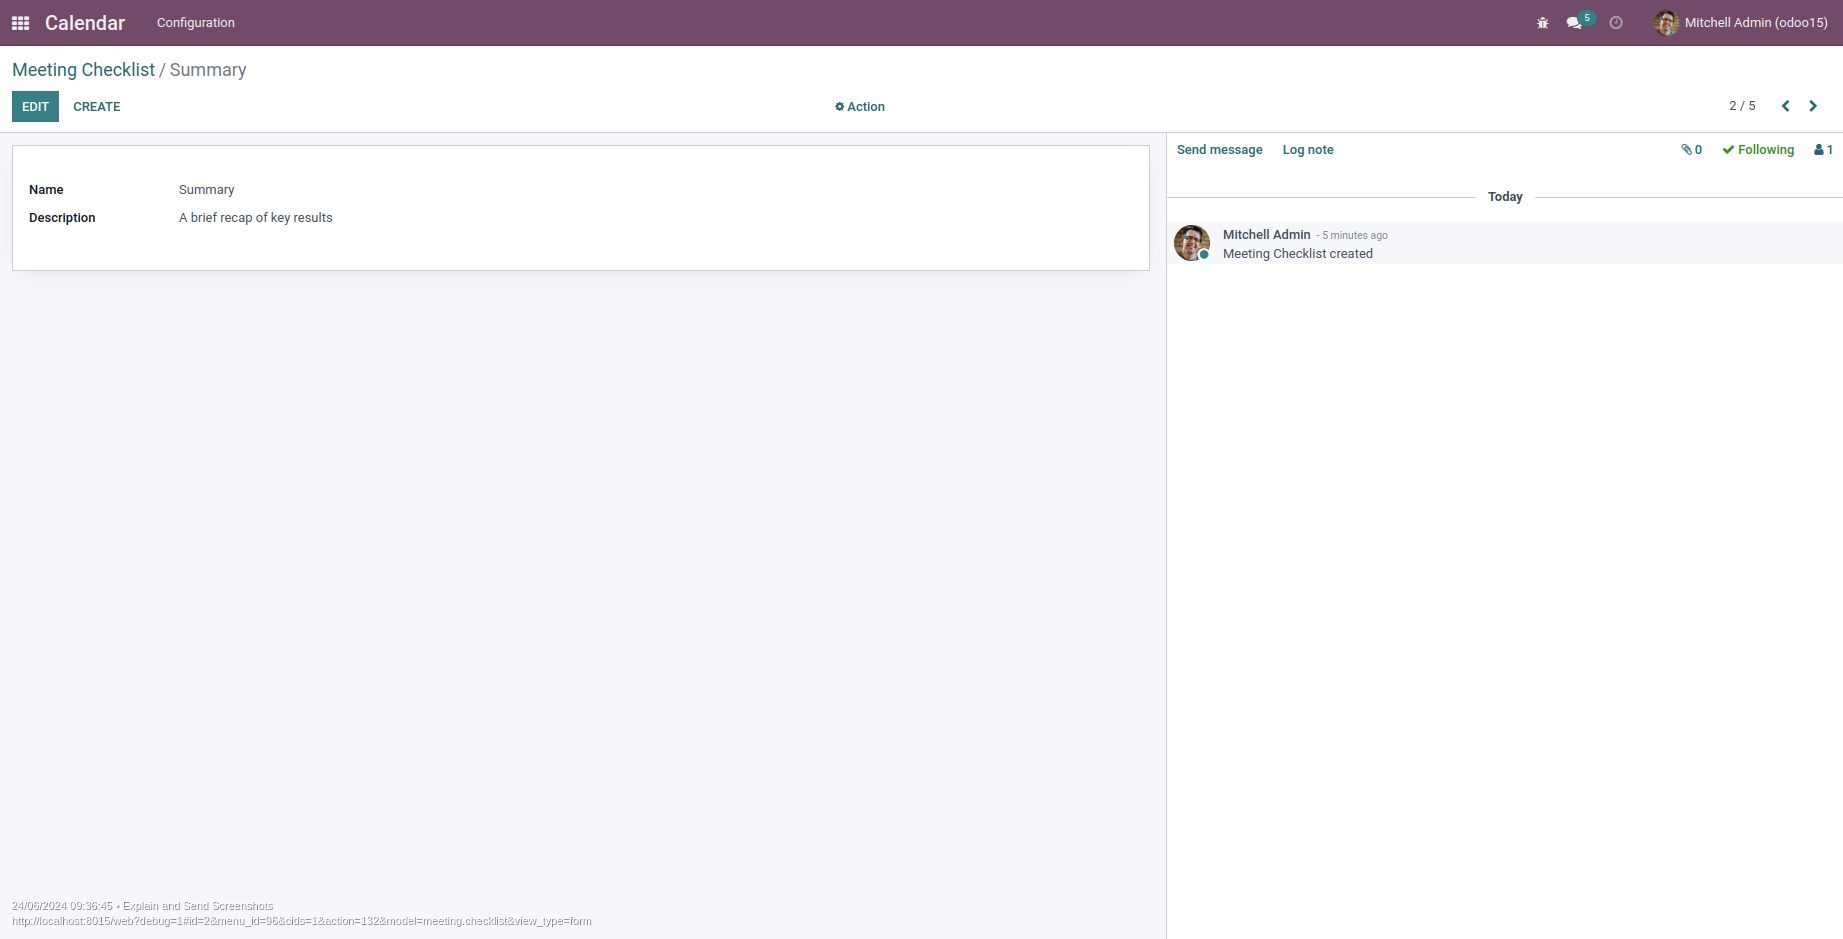 Calendar Configuration 5 Mitchell Admin (odoo15)
Meeting Checklist / Summary
EDIT CREATE Action 2 / 5
Send message Log note 0 Following 1
Name Summary
Description A brief recap of key results
Today
Mitchell Admin - 5 minutes ago
Meeting Checklist created
24/06/2024 09:36:45 • Explain and Send Screenshots
http://localhost:8015/web?debug=1#id=2&menu_id=96&cids=1&action=132&model=meeting.checklist&view_type=form